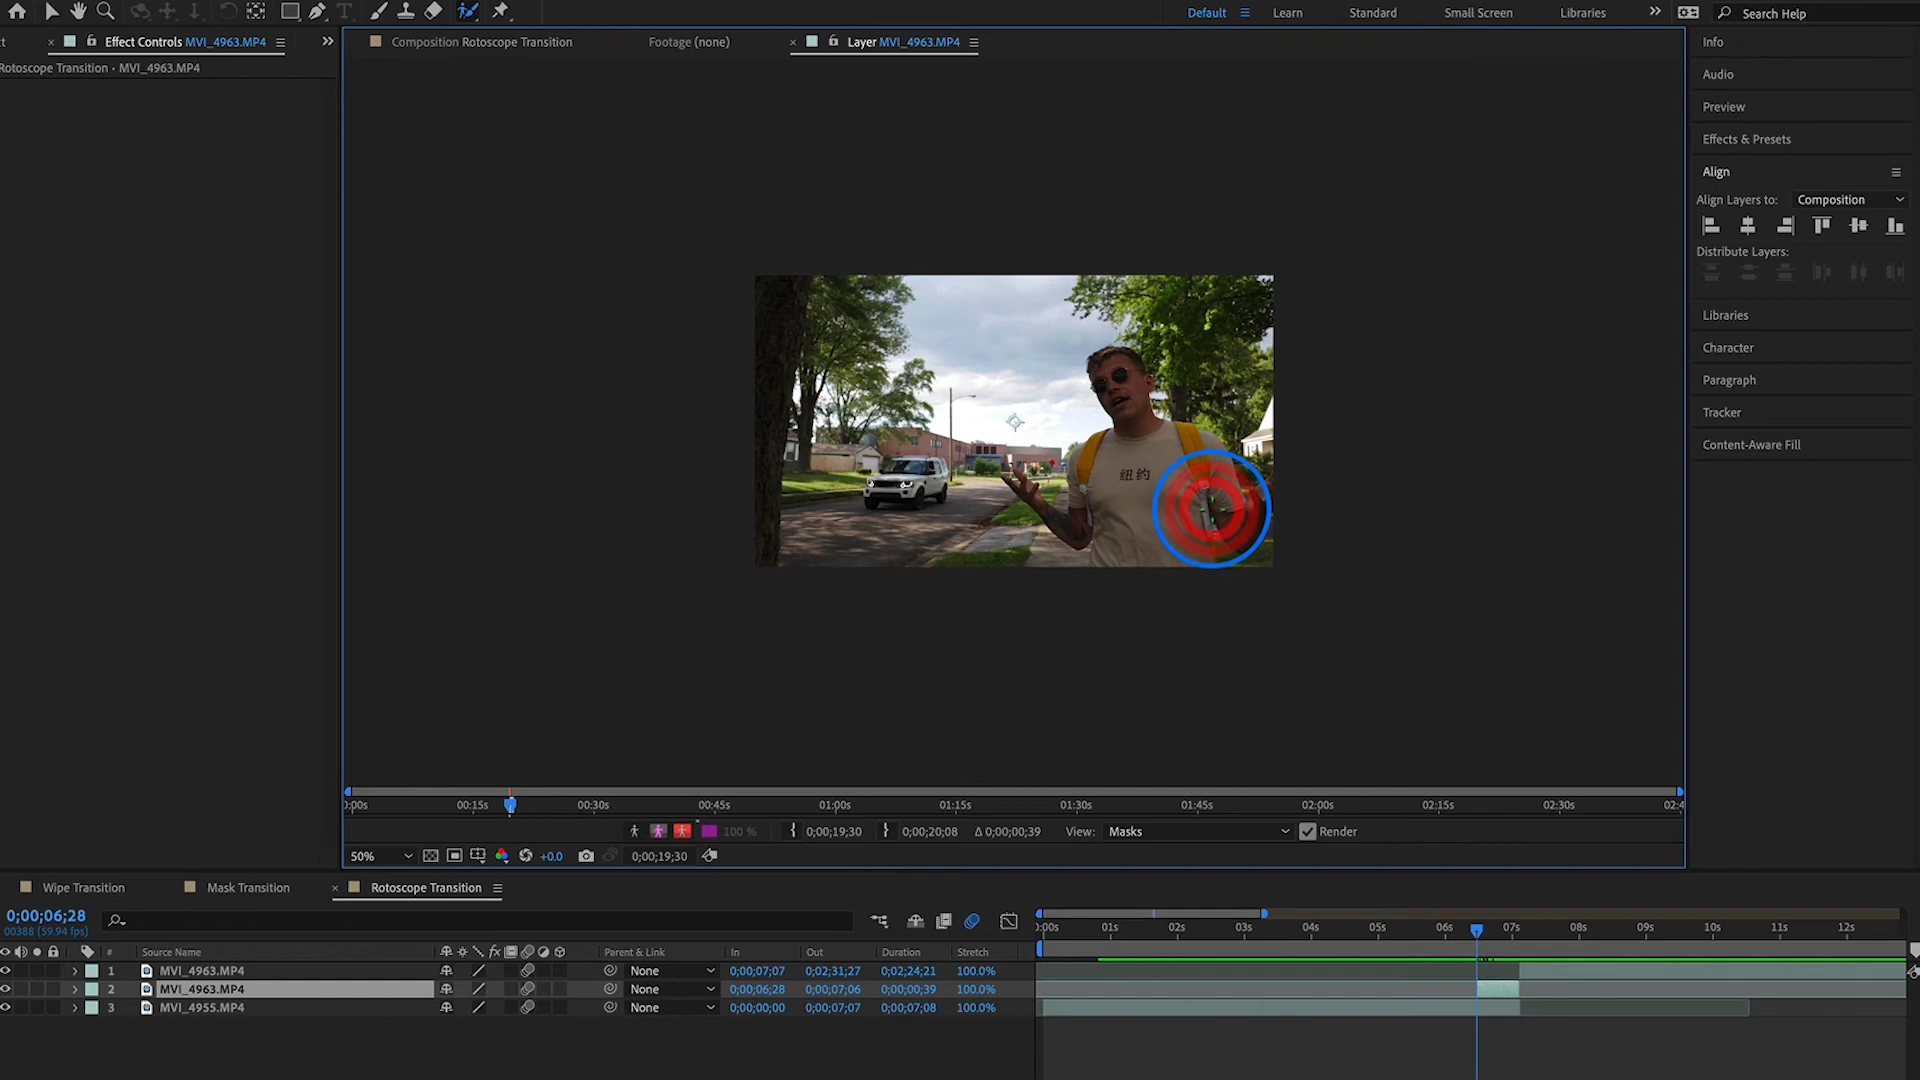 Default
Learn
Standard
Small Screen
Libraries
Search Help
Effect Controls MVI_4963.MP4
Composition Rotoscope Transition
Footage (none)
Layer MVI_4963.MP4
Rotoscope Transition • MVI_4963.MP4
Info
Audio
Preview
Effects & Presets
Align
Align Layers to: Composition
Distribute Layers:
Libraries
Character
Paragraph
Tracker
Content-Aware Fill
纽约
0:00s 00:15s 00:30s 00:45s 01:00s 01:15s 01:30s 01:45s 02:00s 02:15s 02:30s 02:4
100 % 0;00;19;30 0;00;20;08 Δ 0;00;00;39 View: Masks Render
50% +0.0 0;00;19;30
Wipe Transition
Mask Transition
Rotoscope Transition
0;00;06;28
00388 (59.94 fps)
:00s 01s 02s 03s 04s 05s 06s 07s 08s 09s 10s 11s 12s
# Source Name Parent & Link In Out Duration Stretch
1 MVI_4963.MP4 None 0;00;07;07 0;02;31;27 0;02;24;21 100.0%
2 MVI_4963.MP4 None 0;00;06;28 0;00;07;06 0;00;00;39 100.0%
3 MVI_4955.MP4 None 0;00;00;00 0;00;07;07 0;00;07;08 100.0%